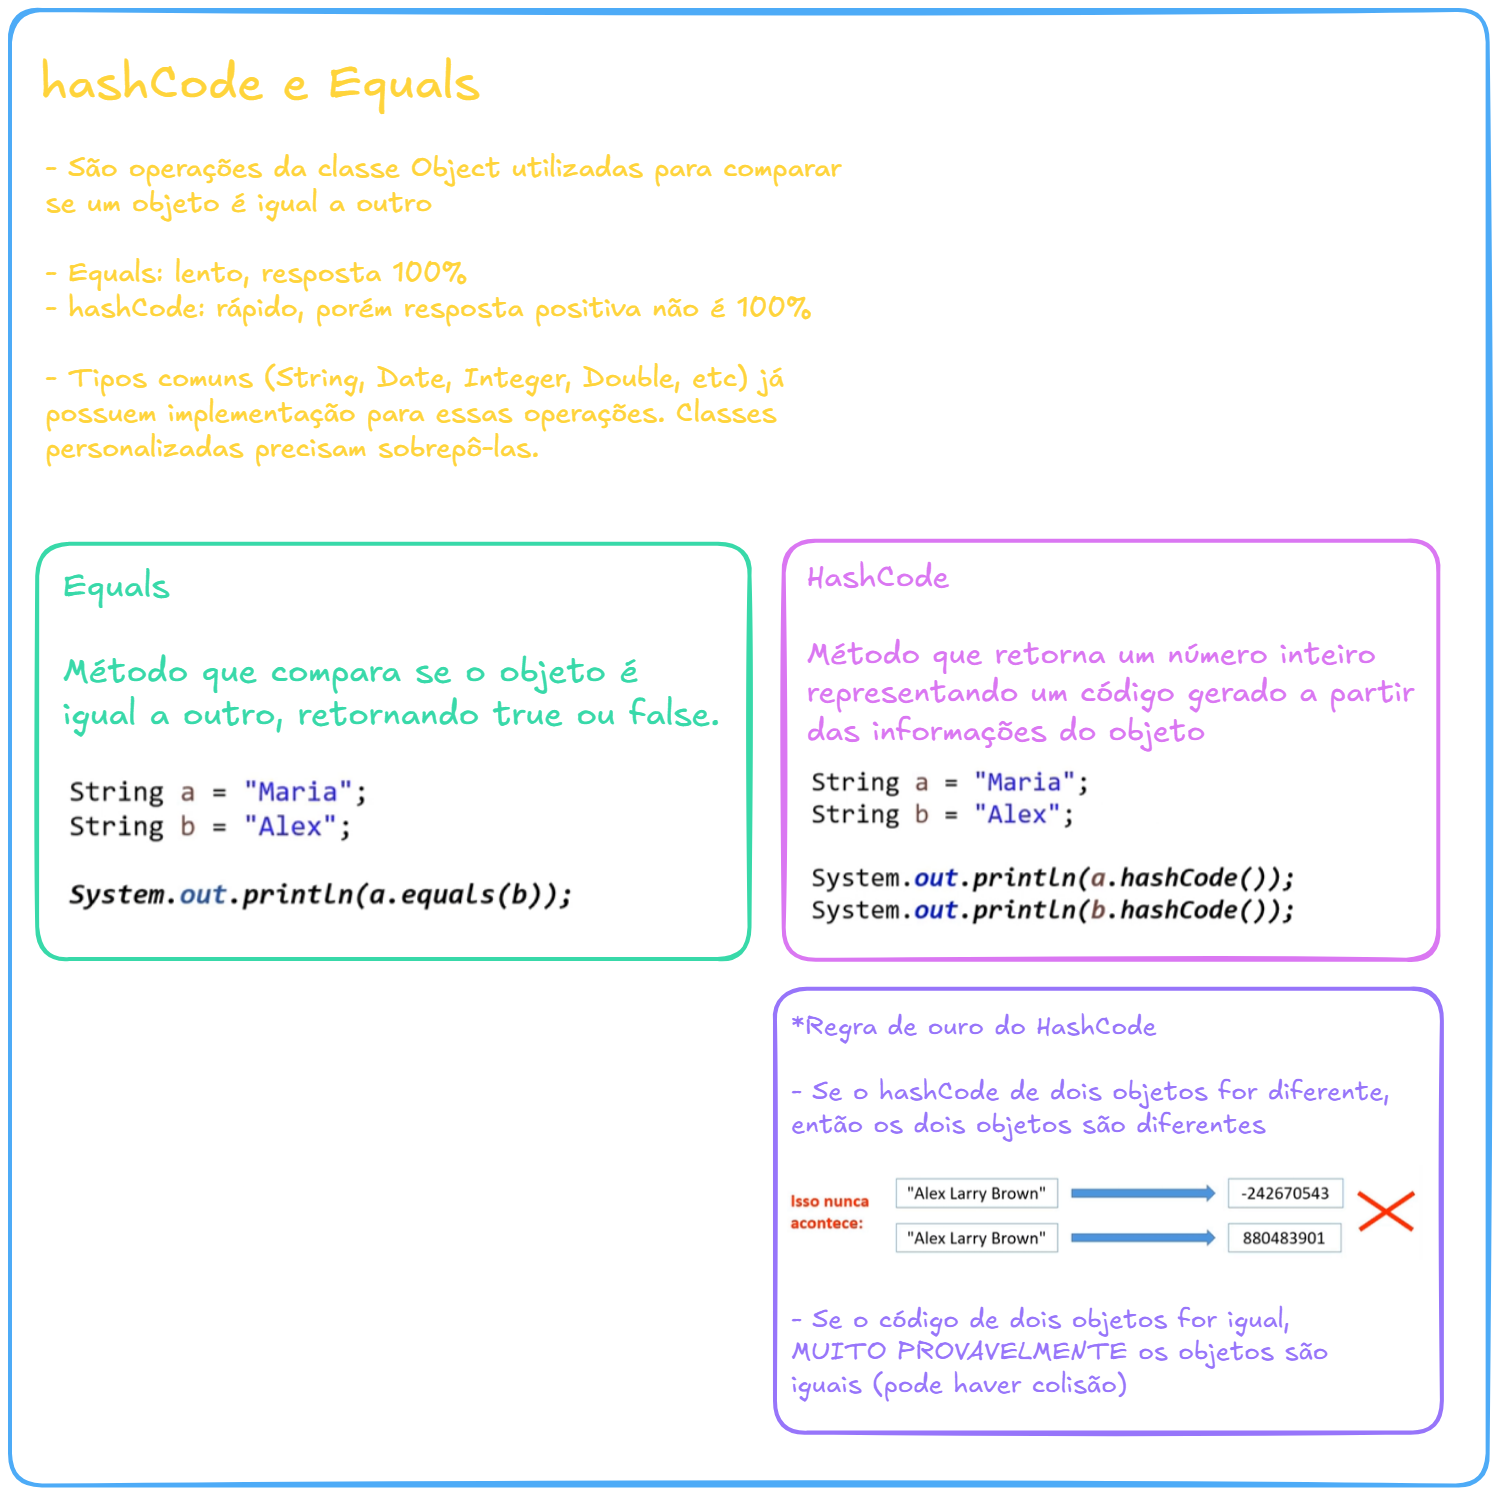 hashCode e Equals
- São operações da classe Object utilizadas para comparar
se um objeto é igual a outro
- Equals: lento, resposta 100%
- hashCode: rápido, porém resposta positiva não é 100%
- Tipos comuns (String, Date, Integer, Double, etc) já
possuem implementação para essas operações. Classes
personalizadas precisam sobrepô-las.
Equals
Método que compara se o objeto é
igual a outro, retornando true ou false.
String a = "Maria";
String b = "Alex";
System.out.println(a.equals(b));
HashCode
Método que retorna um número inteiro
representando um código gerado a partir
das informações do objeto
String a = "Maria";
String b = "Alex";
System.out.println(a.hashCode());
System.out.println(b.hashCode());
*Regra de ouro do HashCode
- Se o hashCode de dois objetos for diferente,
então os dois objetos são diferentes
Isso nunca
acontece:
"Alex Larry Brown" -242670543
"Alex Larry Brown" 880483901
- Se o código de dois objetos for igual,
MUITO PROVAVELMENTE os objetos são
iguais (pode haver colisão)